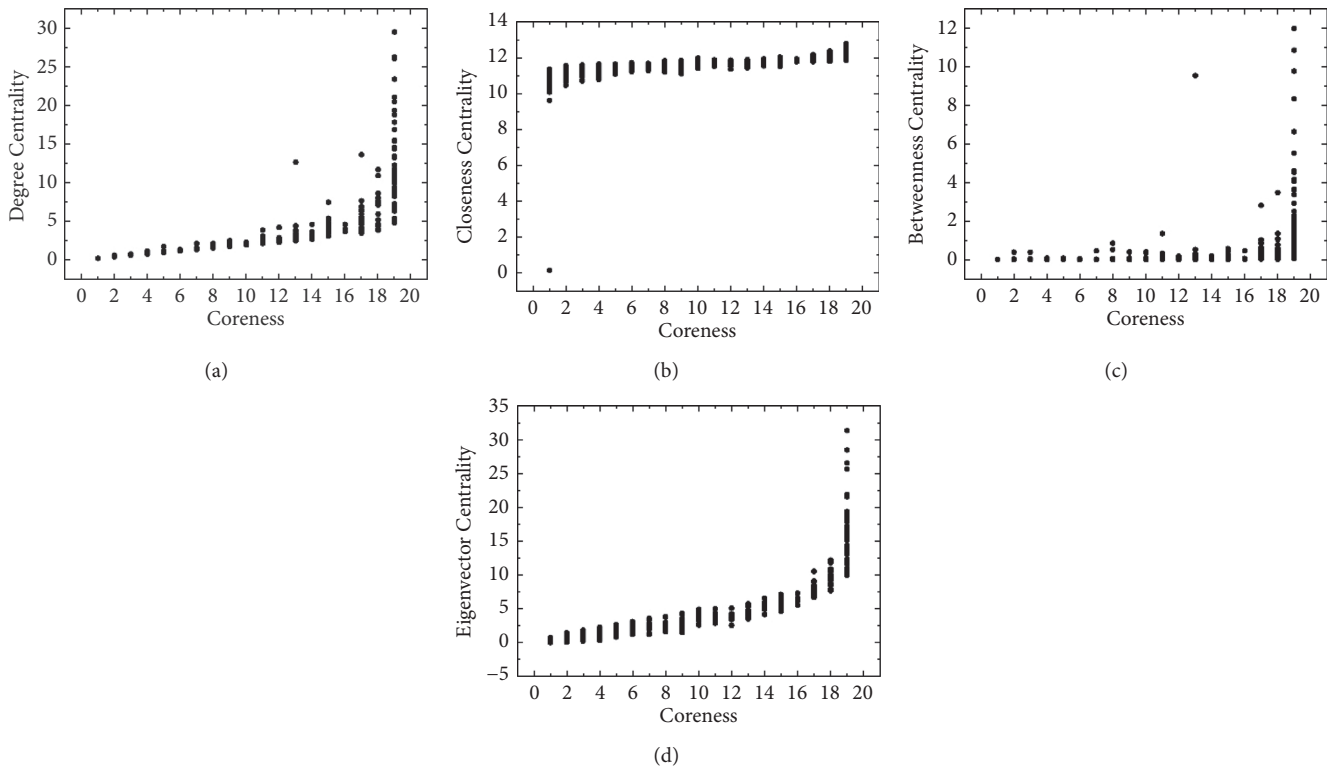 30
25
20
15
10
5
0
Degree Centrality
0 2 4 6 8 10 12 14 16 18 20
Coreness
(a)
14
12
10
8
6
4
2
0
Closeness Centrality
0 2 4 6 8 10 12 14 16 18 20
Coreness
(b)
12
10
8
6
4
2
0
Betweenness Centrality
0 2 4 6 8 10 12 14 16 18 20
Coreness
(c)
35
30
25
20
15
10
5
0
−5
Eigenvector Centrality
0 2 4 6 8 10 12 14 16 18 20
Coreness
(d)